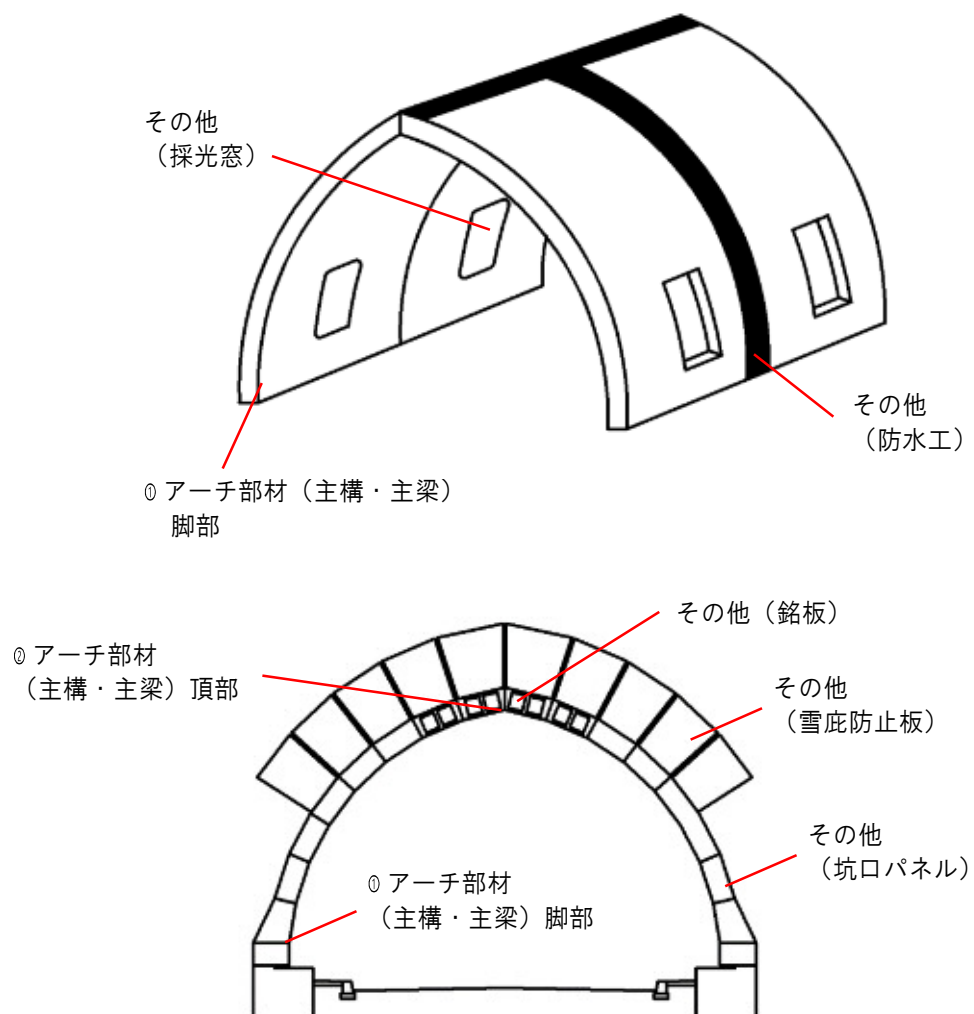 その他
（採光窓）
その他
（防水工）
① アーチ部材（主構・主梁）
脚部
その他（銘板）
② アーチ部材
（主構・主梁）頂部
その他
（雪庇防止板）
その他
（坑口パネル）
① アーチ部材
（主構・主梁）脚部